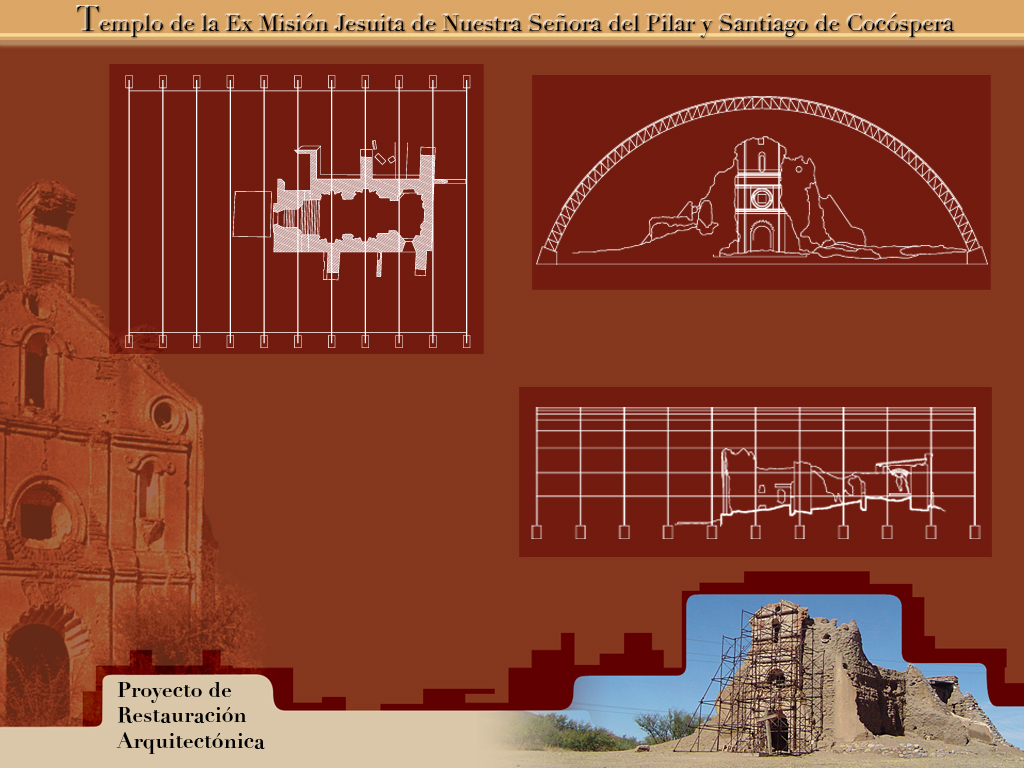 Templo de la Ex Misión Jesuita de Nuestra Señora del Pilar y Santiago de Cocóspera
Proyecto de
Restauración
Arquitectónica